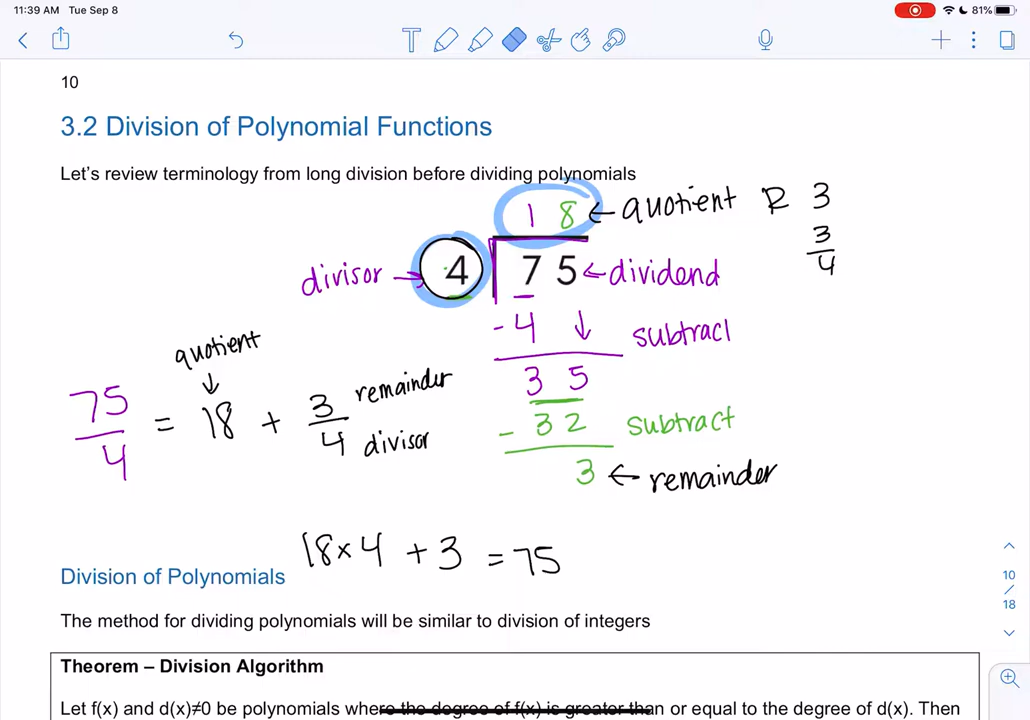 11:39 AM Tue Sep 8
81%
10
3.2 Division of Polynomial Functions
Let's review terminology from long division before dividing polynomials
1 8 ← quotient R 3
3
4
divisor → 4 7 5 ← dividend
- 4 ↓ subtract
3 5
- 3 2 subtract
3 ← remainder
quotient
↓
75/4 = 18 + 3/4 remainder
divisor
18 × 4 + 3 = 75
Division of Polynomials
10
/
18
The method for dividing polynomials will be similar to division of integers
Theorem – Division Algorithm
Let f(x) and d(x)≠0 be polynomials where the degree of f(x) is greater than or equal to the degree of d(x). Then